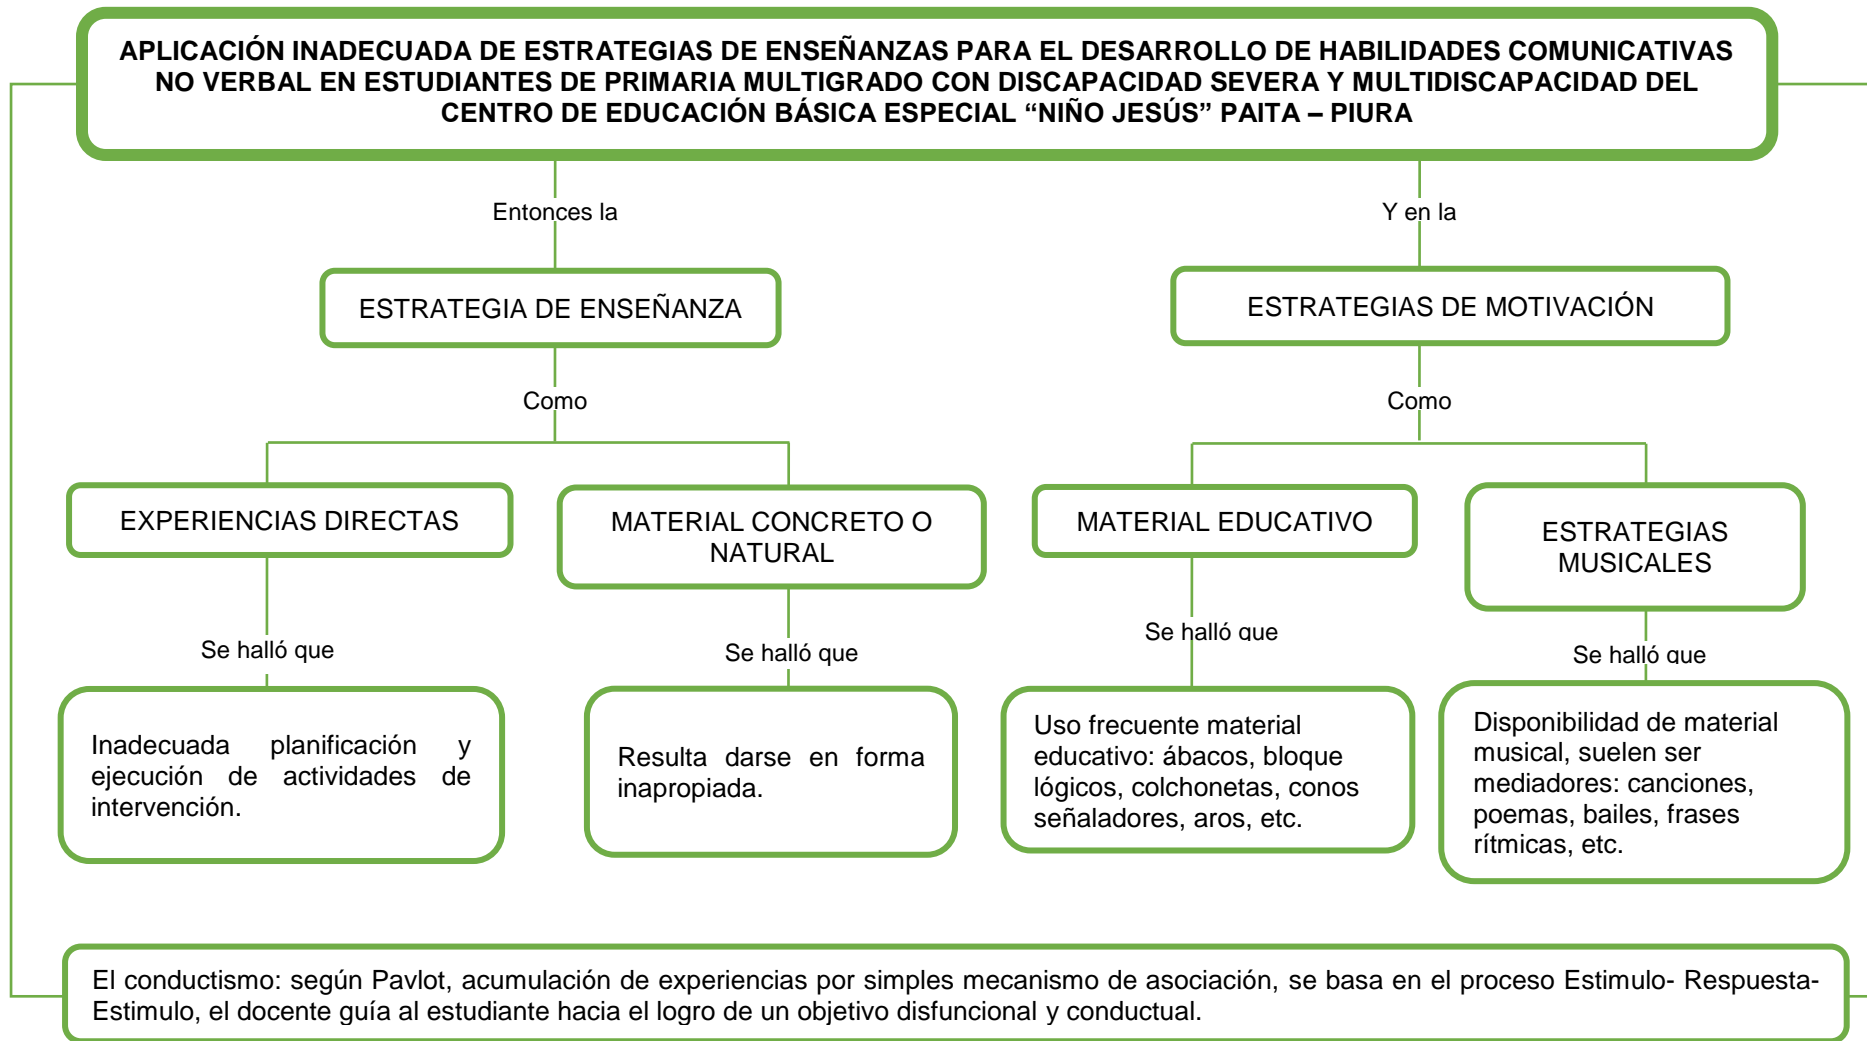 APLICACIÓN INADECUADA DE ESTRATEGIAS DE ENSEÑANZAS PARA EL DESARROLLO DE HABILIDADES COMUNICATIVAS
NO VERBAL EN ESTUDIANTES DE PRIMARIA MULTIGRADO CON DISCAPACIDAD SEVERA Y MULTIDISCAPACIDAD DEL
CENTRO DE EDUCACIÓN BÁSICA ESPECIAL “NIÑO JESÚS” PAITA – PIURA
Entonces la
Y en la
ESTRATEGIA DE ENSEÑANZA
ESTRATEGIAS DE MOTIVACIÓN
Como
Como
EXPERIENCIAS DIRECTAS
MATERIAL CONCRETO O
NATURAL
MATERIAL EDUCATIVO
ESTRATEGIAS
MUSICALES
Se halló que
Se halló que
Se halló que
Se halló que
Inadecuada planificación y
ejecución de actividades de
intervención.
Resulta darse en forma
inapropiada.
Uso frecuente material
educativo: ábacos, bloque
lógicos, colchonetas, conos
señaladores, aros, etc.
Disponibilidad de material
musical, suelen ser
mediadores: canciones,
poemas, bailes, frases
rítmicas, etc.
El conductismo: según Pavlot, acumulación de experiencias por simples mecanismo de asociación, se basa en el proceso Estimulo- Respuesta-
Estimulo, el docente guía al estudiante hacia el logro de un objetivo disfuncional y conductual.